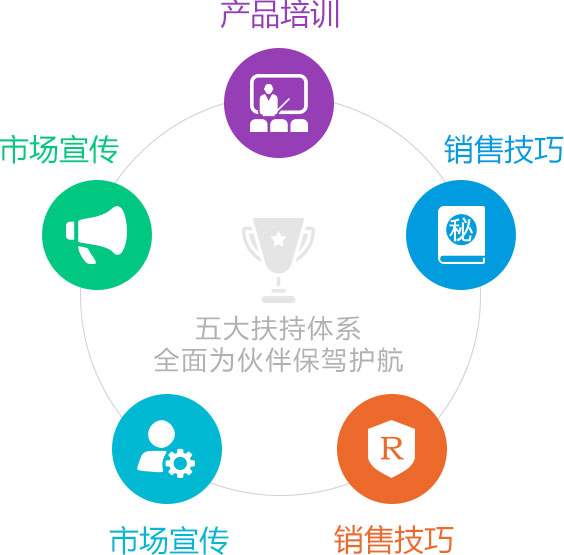 产品培训
市场宣传
销售技巧
秘
五大扶持体系
全面为伙伴保驾护航
R
市场宣传
销售技巧